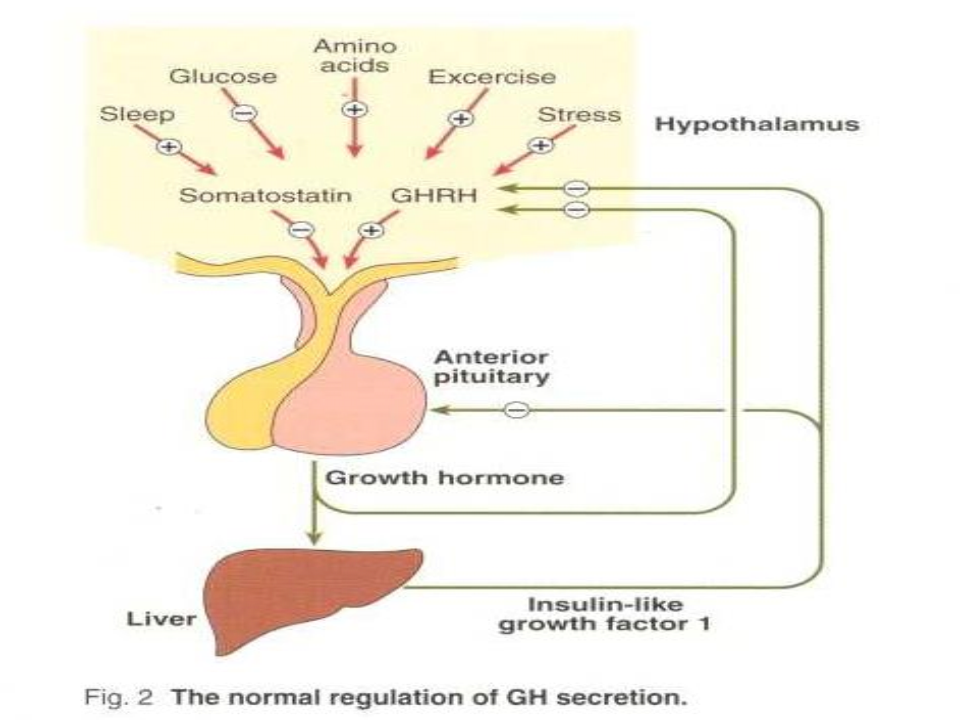 Amino
acids
Glucose
Excercise
Sleep
Stress
Hypothalamus
+
−
+
+
+
Somatostatin
GHRH
−
−
−
+
Anterior
pituitary
−
Growth hormone
Liver
Insulin-like
growth factor 1
Fig. 2 The normal regulation of GH secretion.